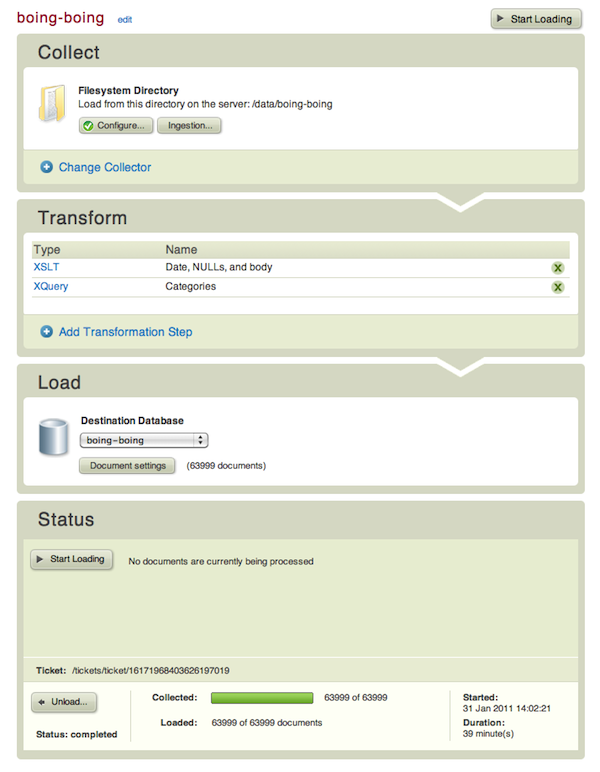 boing-boing edit
Start Loading
Collect
Filesystem Directory
Load from this directory on the server: /data/boing-boing
Configure... Ingestion...
Change Collector
Transform
Type Name
XSLT Date, NULLs, and body X
XQuery Categories X
Add Transformation Step
Load
Destination Database
boing-boing
Document settings (63999 documents)
Status
Start Loading No documents are currently being processed
Ticket: /tickets/ticket/16171968403626197019
Unload... Collected: 63999 of 63999 Started:
31 Jan 2011 14:02:21
Loaded: 63999 of 63999 documents Duration:
Status: completed 39 minute(s)